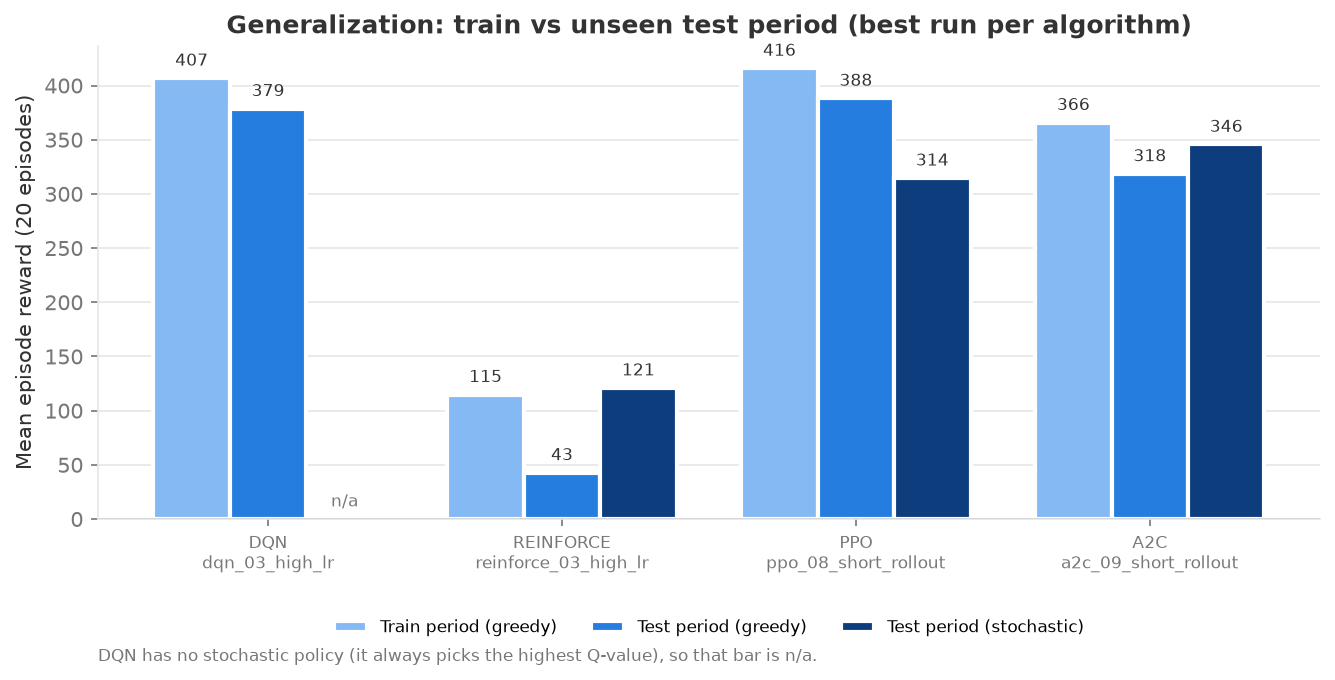 Generalization: train vs unseen test period (best run per algorithm)
Mean episode reward (20 episodes)
400
350
300
250
200
150
100
50
0
407
379
n/a
115
43
121
416
388
314
366
318
346
DQN
dqn_03_high_lr
REINFORCE
reinforce_03_high_lr
PPO
ppo_08_short_rollout
A2C
a2c_09_short_rollout
Train period (greedy)
Test period (greedy)
Test period (stochastic)
DQN has no stochastic policy (it always picks the highest Q-value), so that bar is n/a.